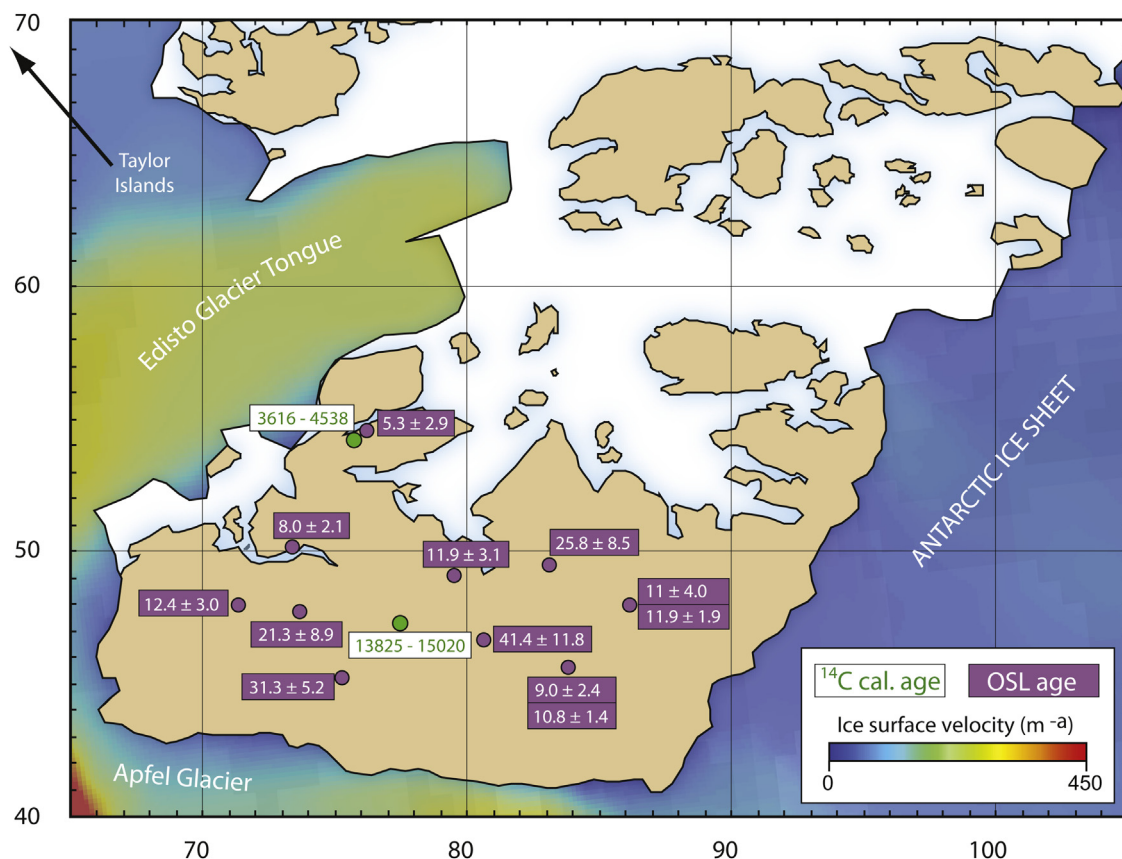 70
Taylor
Islands
Edisto Glacier Tongue
60
3616 - 4538
5.3 ± 2.9
8.0 ± 2.1
ANTARCTIC ICE SHEET
50
11.9 ± 3.1
25.8 ± 8.5
12.4 ± 3.0
11 ± 4.0
11.9 ± 1.9
21.3 ± 8.9
13825 - 15020
41.4 ± 11.8
31.3 ± 5.2
9.0 ± 2.4
10.8 ± 1.4
¹⁴C cal. age
OSL age
Ice surface velocity (m ⁻a)
0
450
Apfel Glacier
40
70
80
90
100